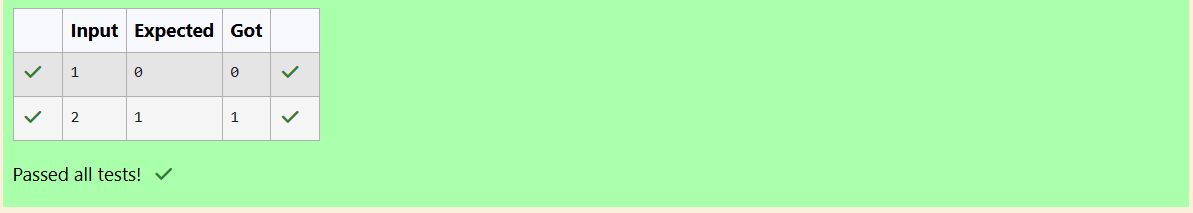 Input Expected Got
1 0 0
2 1 1
Passed all tests!